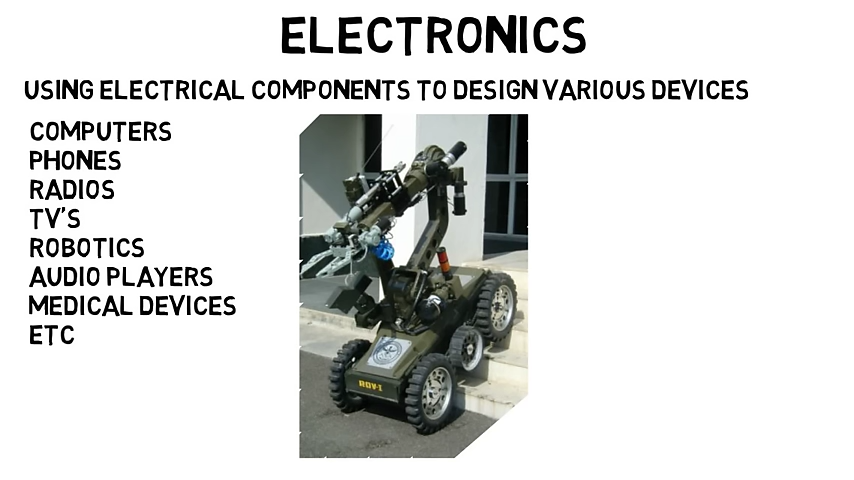 ELECTRONICS
USING ELECTRICAL COMPONENTS TO DESIGN VARIOUS DEVICES
COMPUTERS
PHONES
RADIOS
TV'S
ROBOTICS
AUDIO PLAYERS
MEDICAL DEVICES
ETC
ROV-1